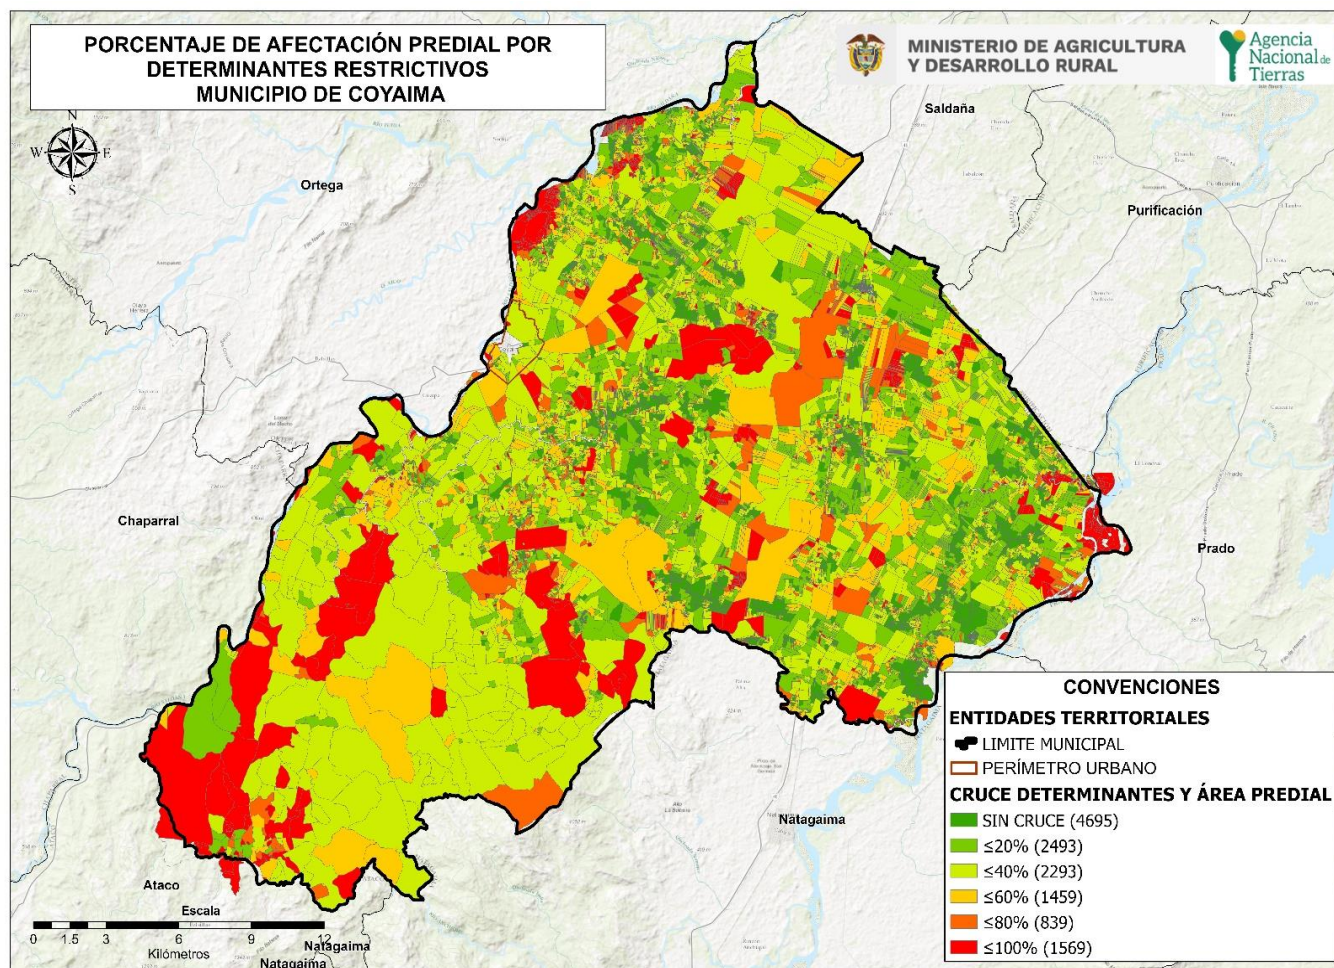 PORCENTAJE DE AFECTACIÓN PREDIAL POR
DETERMINANTES RESTRICTIVOS
MUNICIPIO DE COYAIMA
MINISTERIO DE AGRICULTURA
Y DESARROLLO RURAL
Agencia
Nacional de
Tierras
N
W
E
S
Saldaña
Ortega
Purificación
Chaparral
Prado
Natagaima
Ataco
Escala
0 1.5 3 6 9 12
Kilómetros
Natagaima
Natagaima
CONVENCIONES
ENTIDADES TERRITORIALES
LIMITE MUNICIPAL
PERÍMETRO URBANO
CRUCE DETERMINANTES Y ÁREA PREDIAL
SIN CRUCE (4695)
≤20% (2493)
≤40% (2293)
≤60% (1459)
≤80% (839)
≤100% (1569)